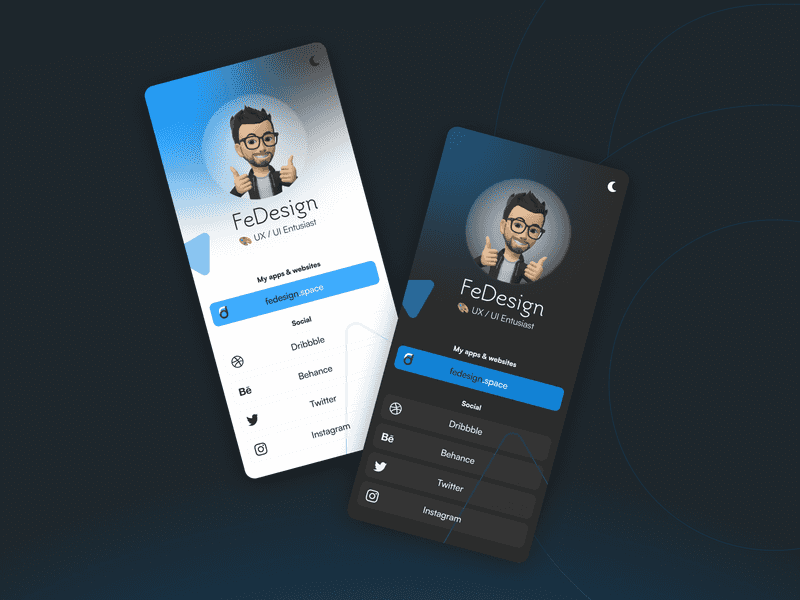 FeDesign
🎨 UX / UI Entusiast
My apps & websites
fedesign.space
Social
Dribbble
Bē Behance
Twitter
Instagram
FeDesign
🎨 UX / UI Entusiast
My apps & websites
fedesign.space
Social
Dribbble
Bē Behance
Twitter
Instagram